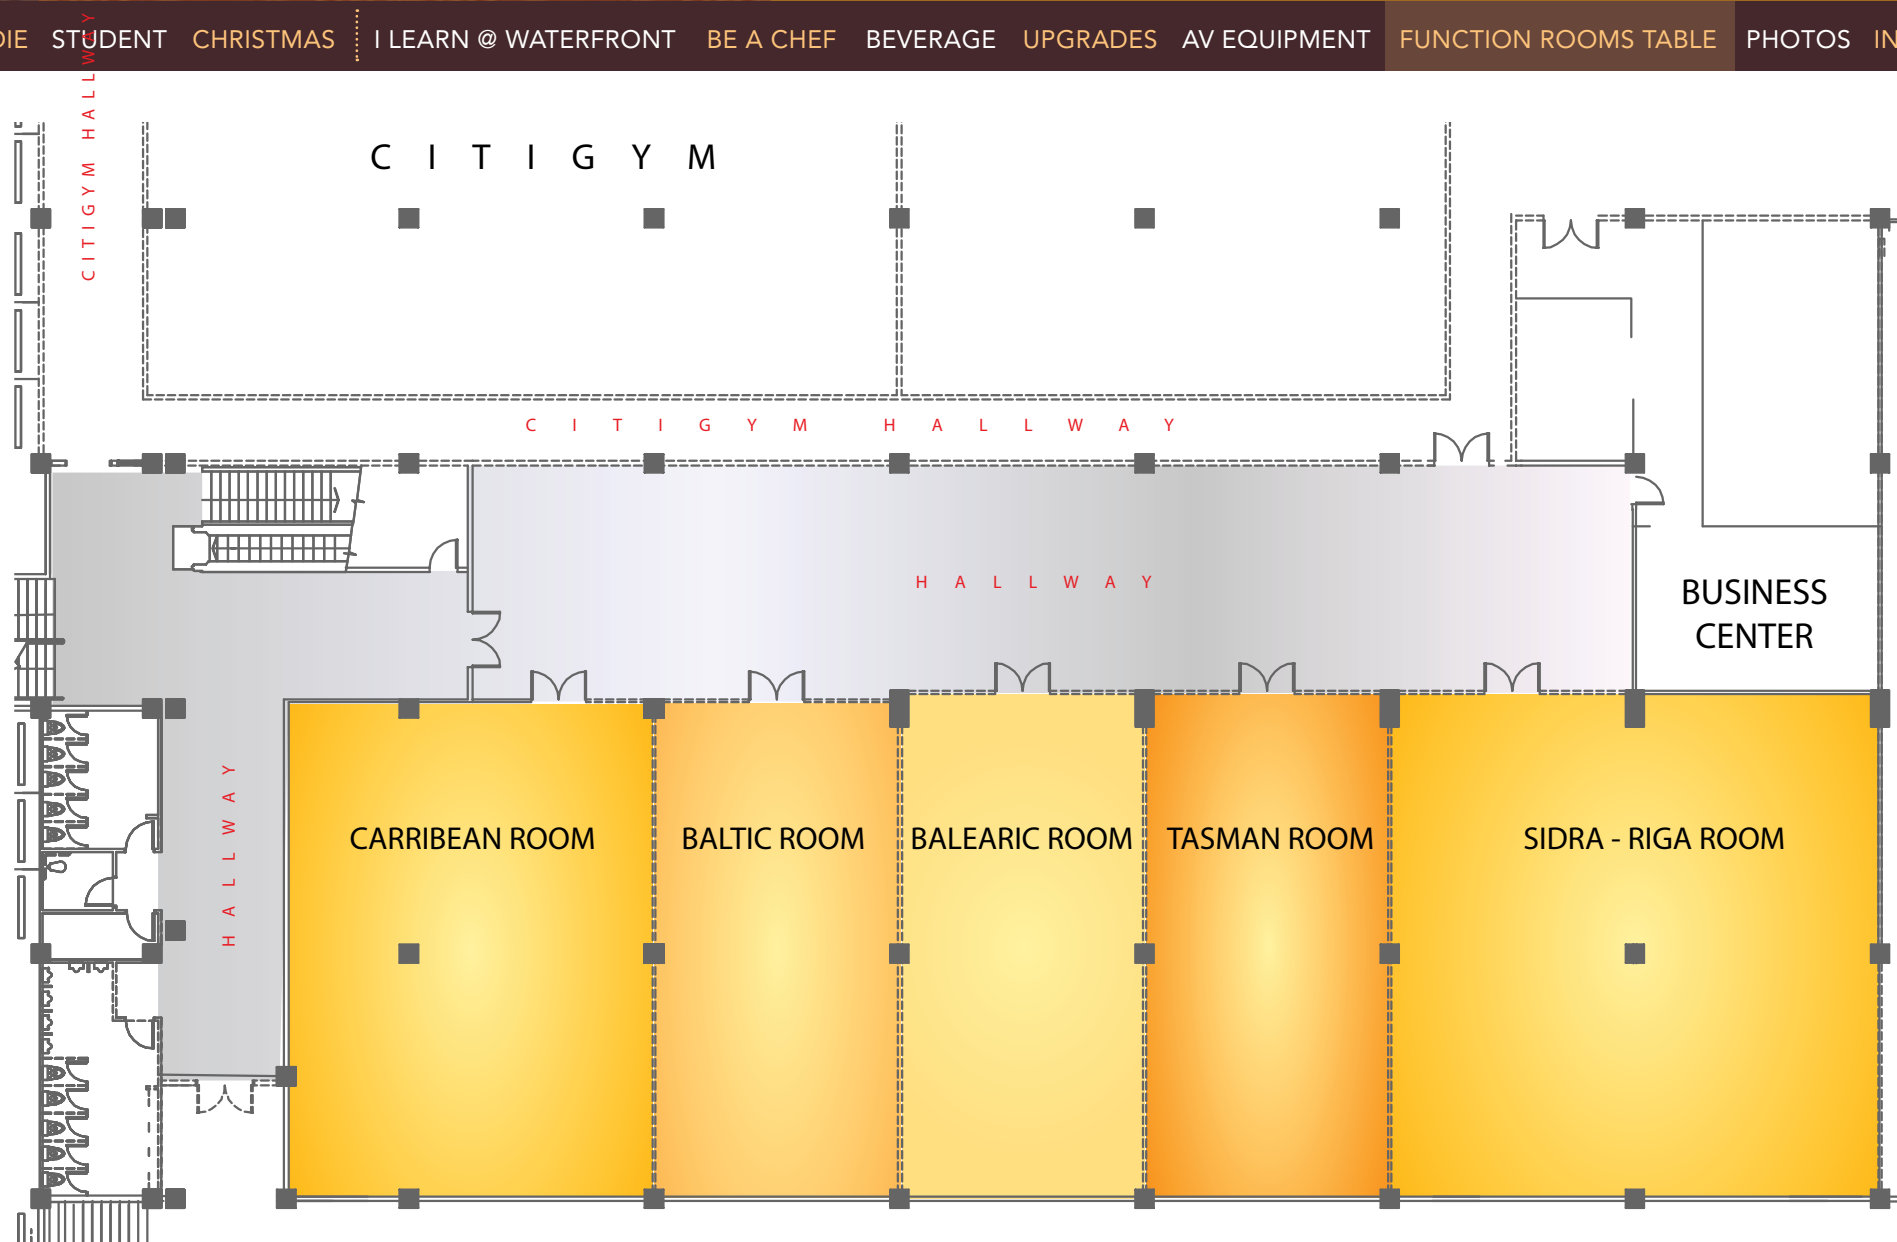 DIE STUDENT CHRISTMAS I LEARN @ WATERFRONT BE A CHEF BEVERAGE UPGRADES AV EQUIPMENT FUNCTION ROOMS TABLE PHOTOS IN
CITIGYM HALLWAY
CITIGYM
CITIGYM HALLWAY
HALLWAY
BUSINESS
CENTER
HALLWAY
CARRIBEAN ROOM
BALTIC ROOM
BALEARIC ROOM
TASMAN ROOM
SIDRA - RIGA ROOM